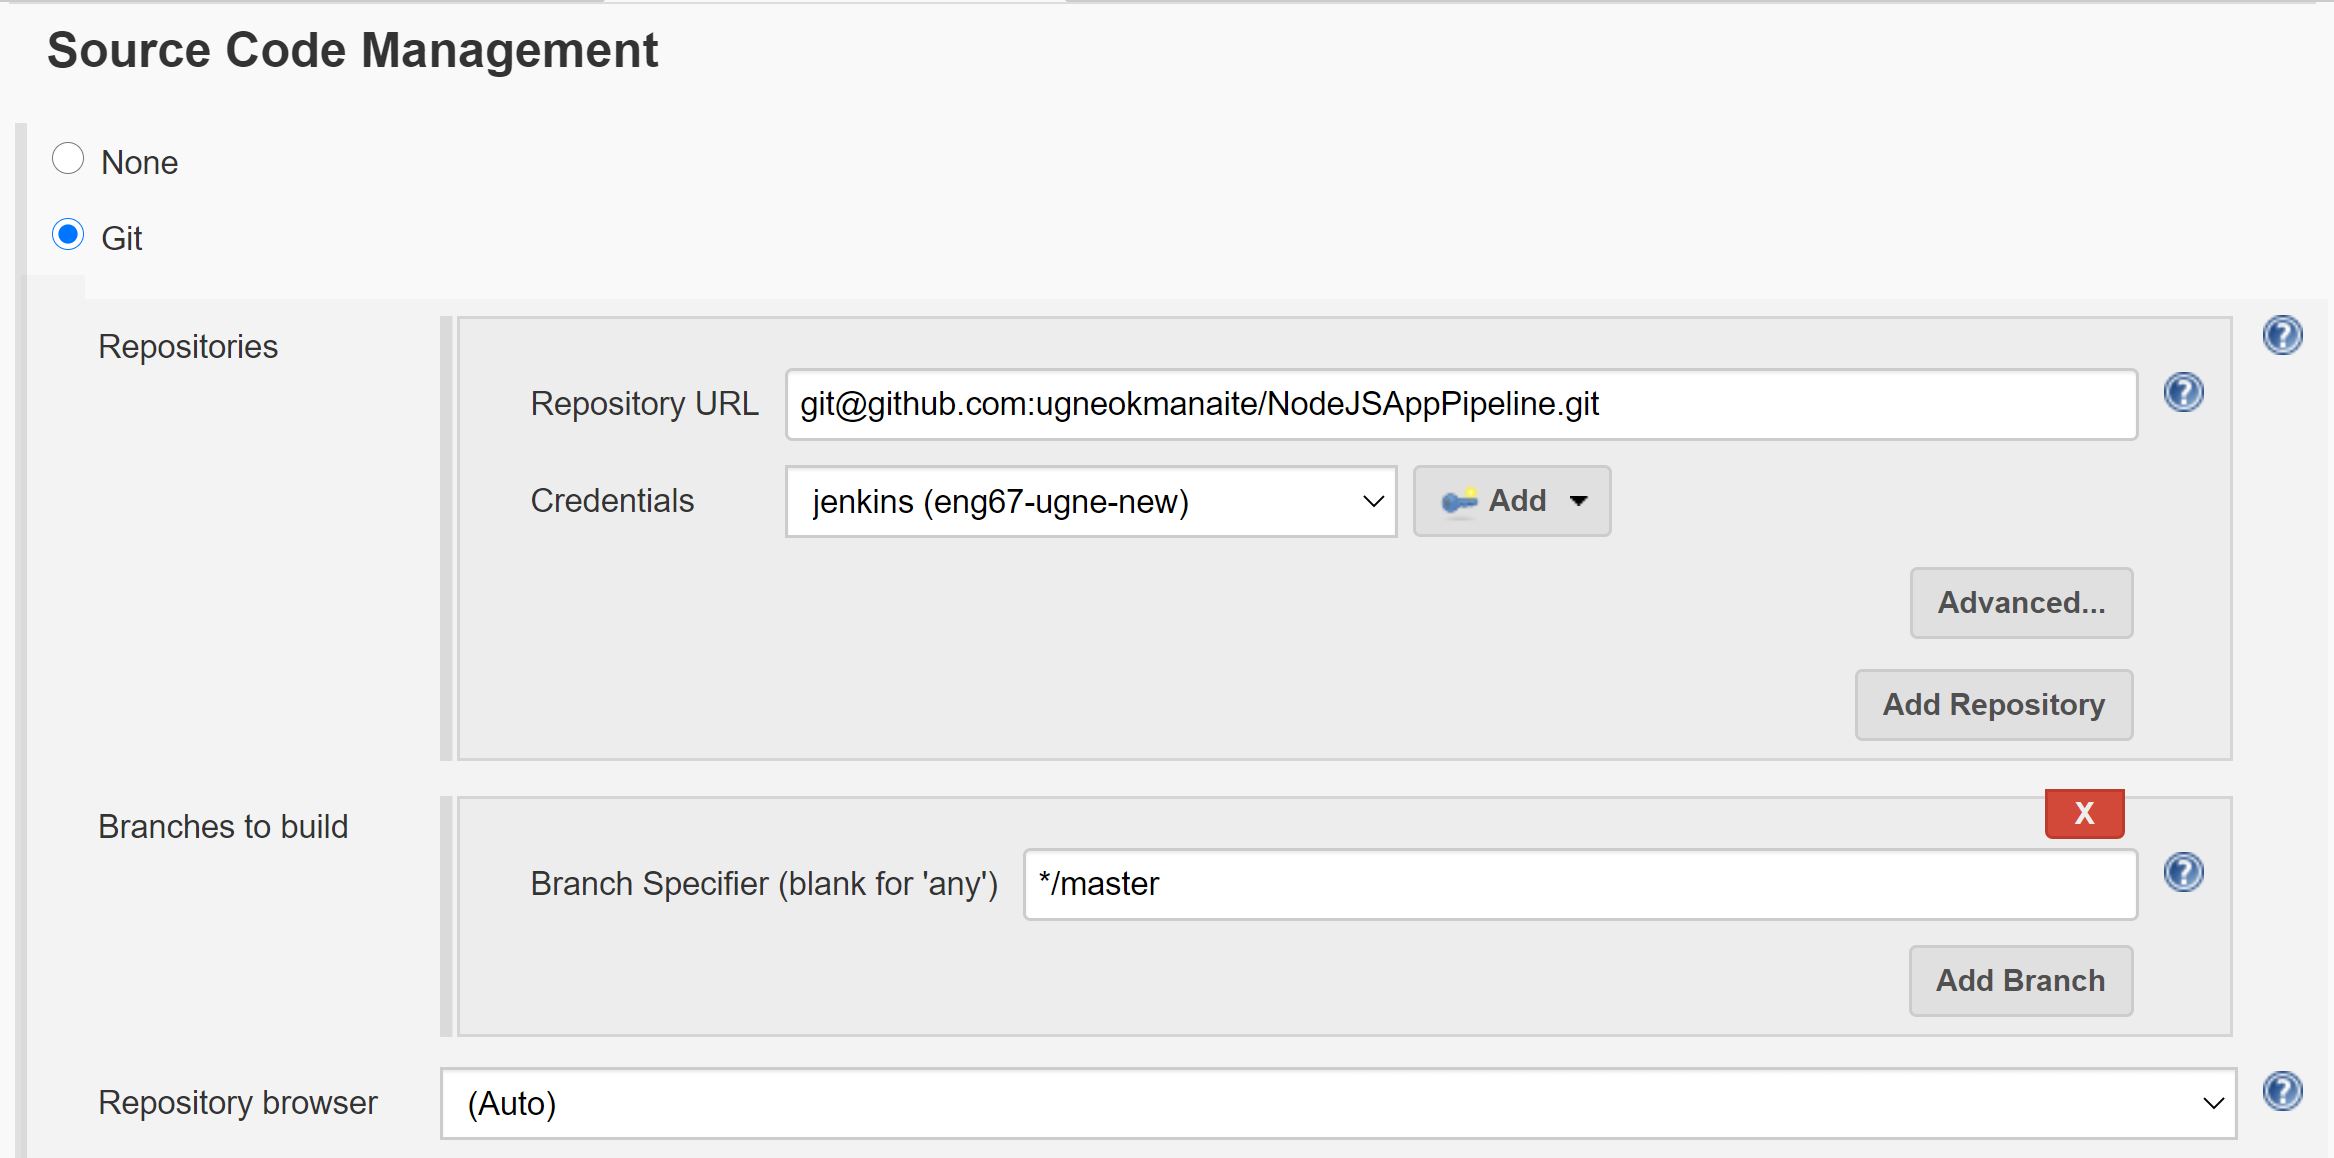 Source Code Management
None
Git
Repositories
Repository URL git@github.com:ugneokmanaite/NodeJSAppPipeline.git
Credentials jenkins (eng67-ugne-new) Add
Advanced...
Add Repository
X
Branches to build
Branch Specifier (blank for 'any') */master
Add Branch
Repository browser (Auto)